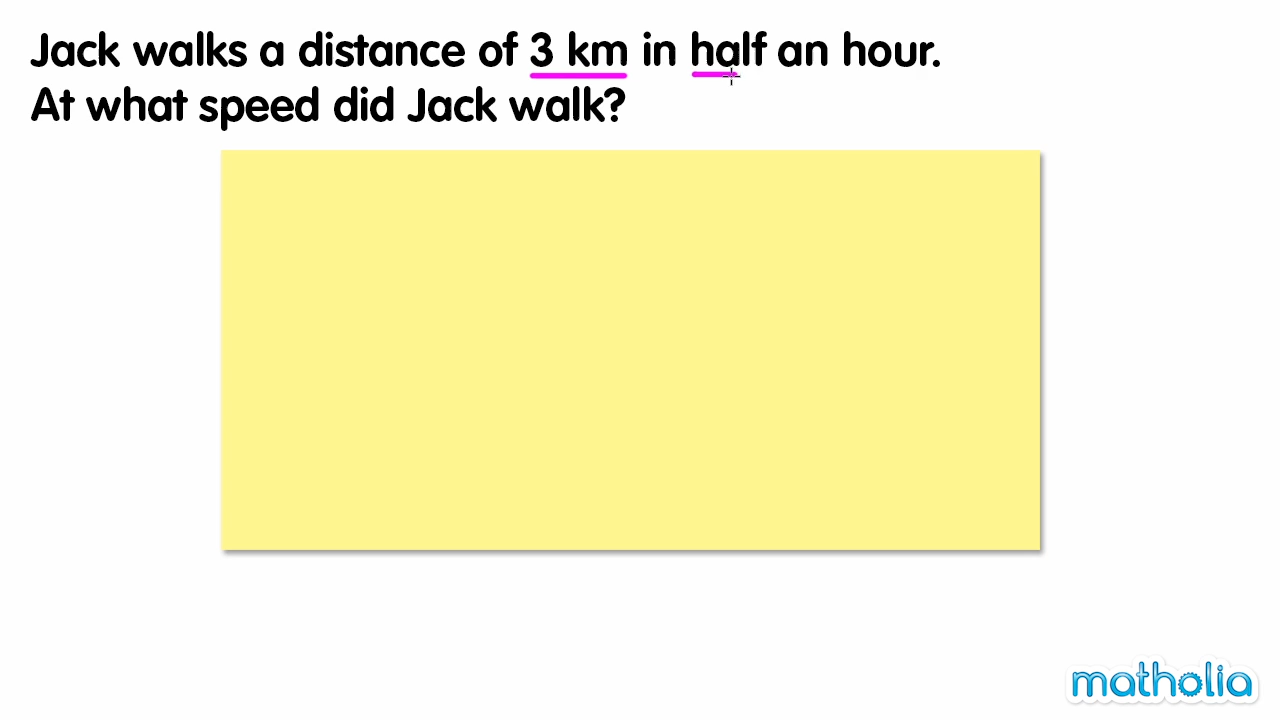 Jack walks a distance of 3 km in half an hour.
At what speed did Jack walk?
matholia